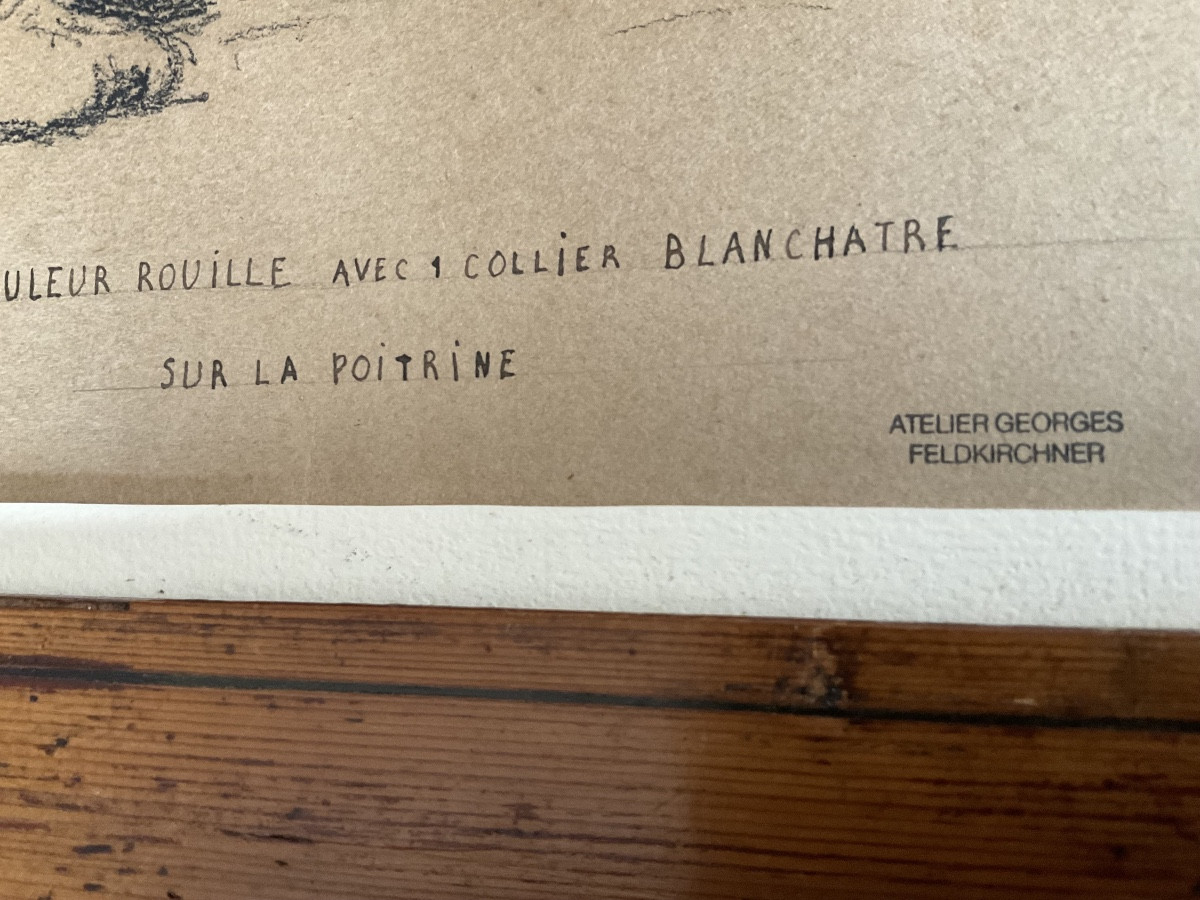 ULEUR ROUiLLE AVEC 1 COLLiER BLANCHATRE
SUR LA POiTRiNE
ATELIER GEORGES
FELDKIRCHNER